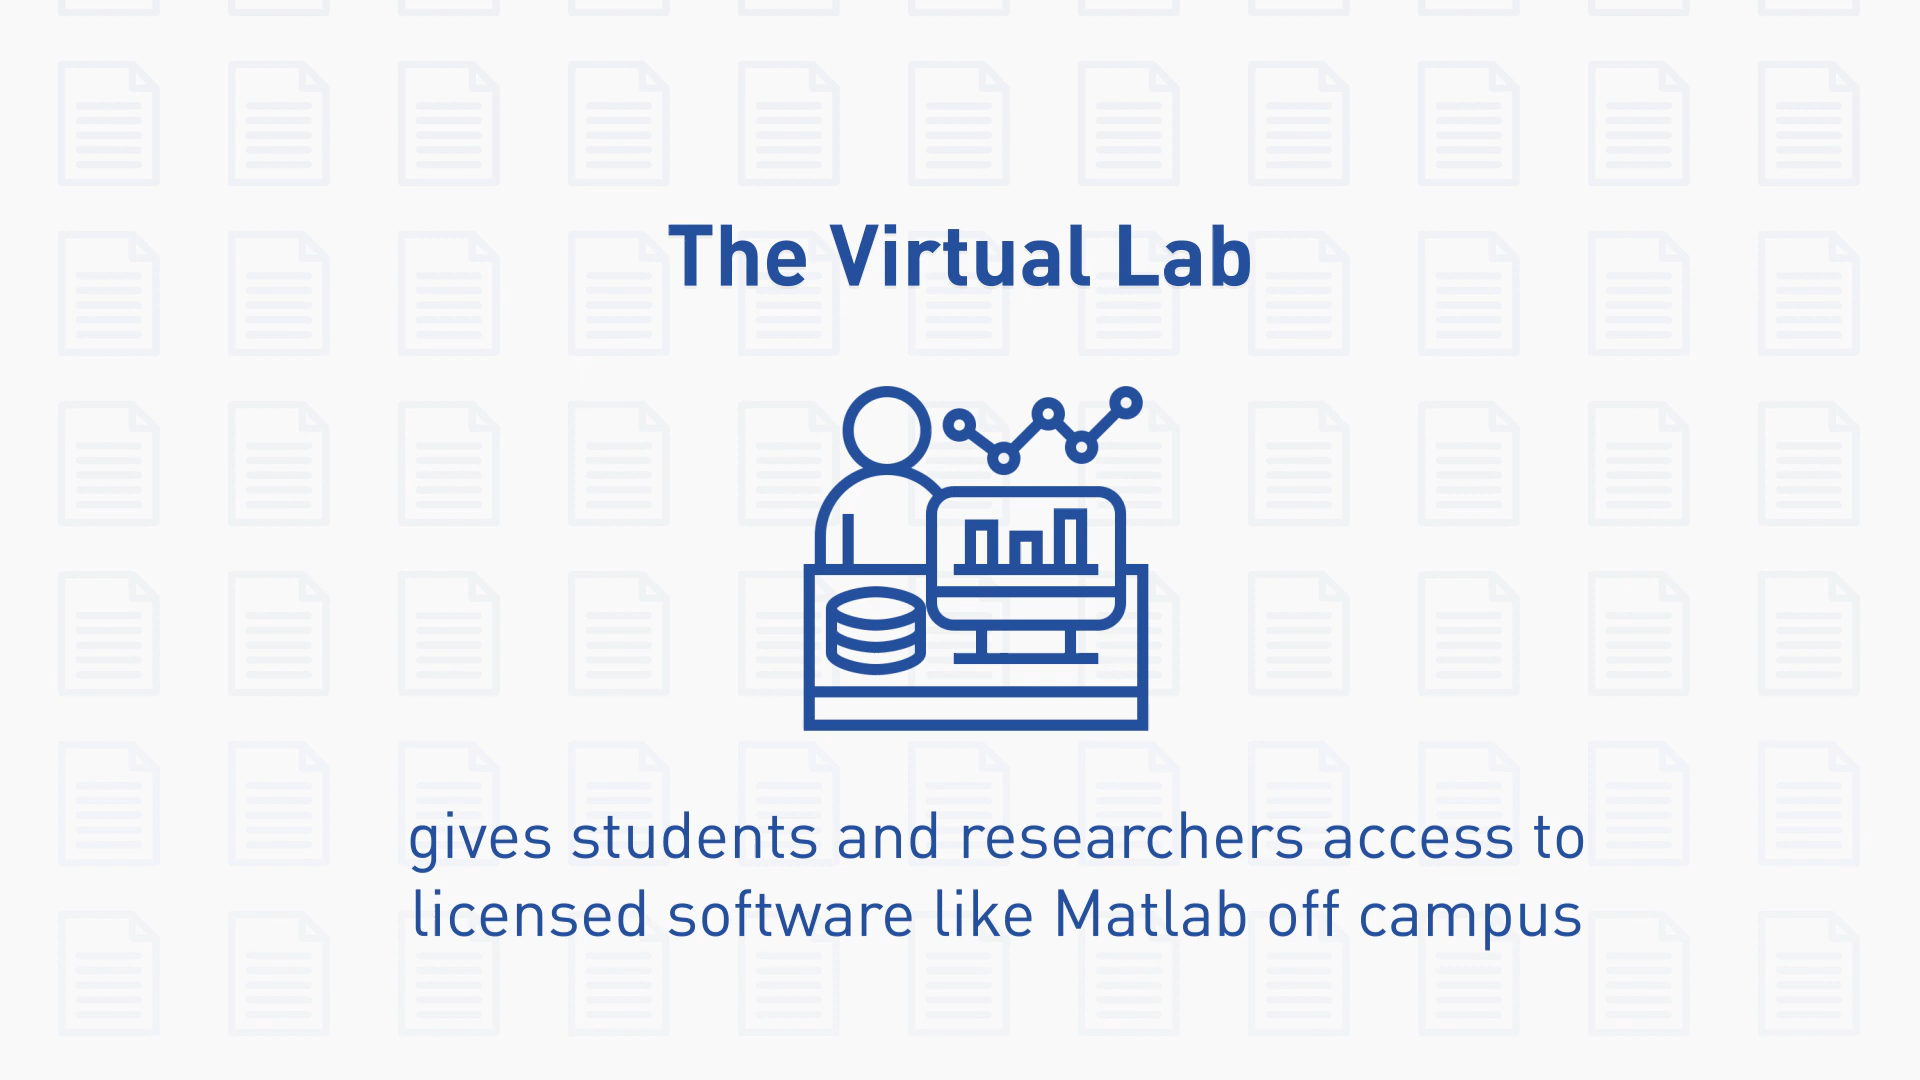 The Virtual Lab
gives students and researchers access to
licensed software like Matlab off campus